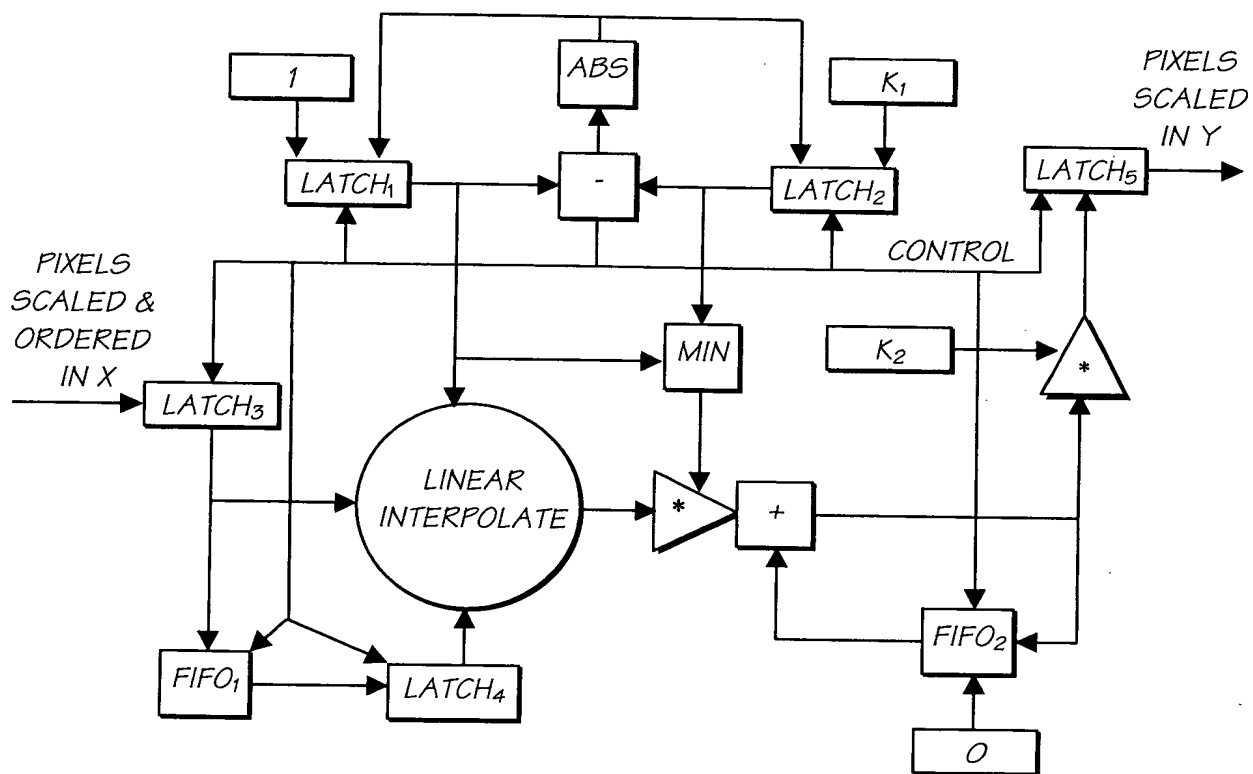 ABS
1
K₁
PIXELS
SCALED
IN Y
-
LATCH₁
LATCH₂
LATCH₅
CONTROL
PIXELS
SCALED &
ORDERED
IN X
MIN
K₂
*
LATCH₃
LINEAR
INTERPOLATE
*
+
FIFO₁
LATCH₄
FIFO₂
O